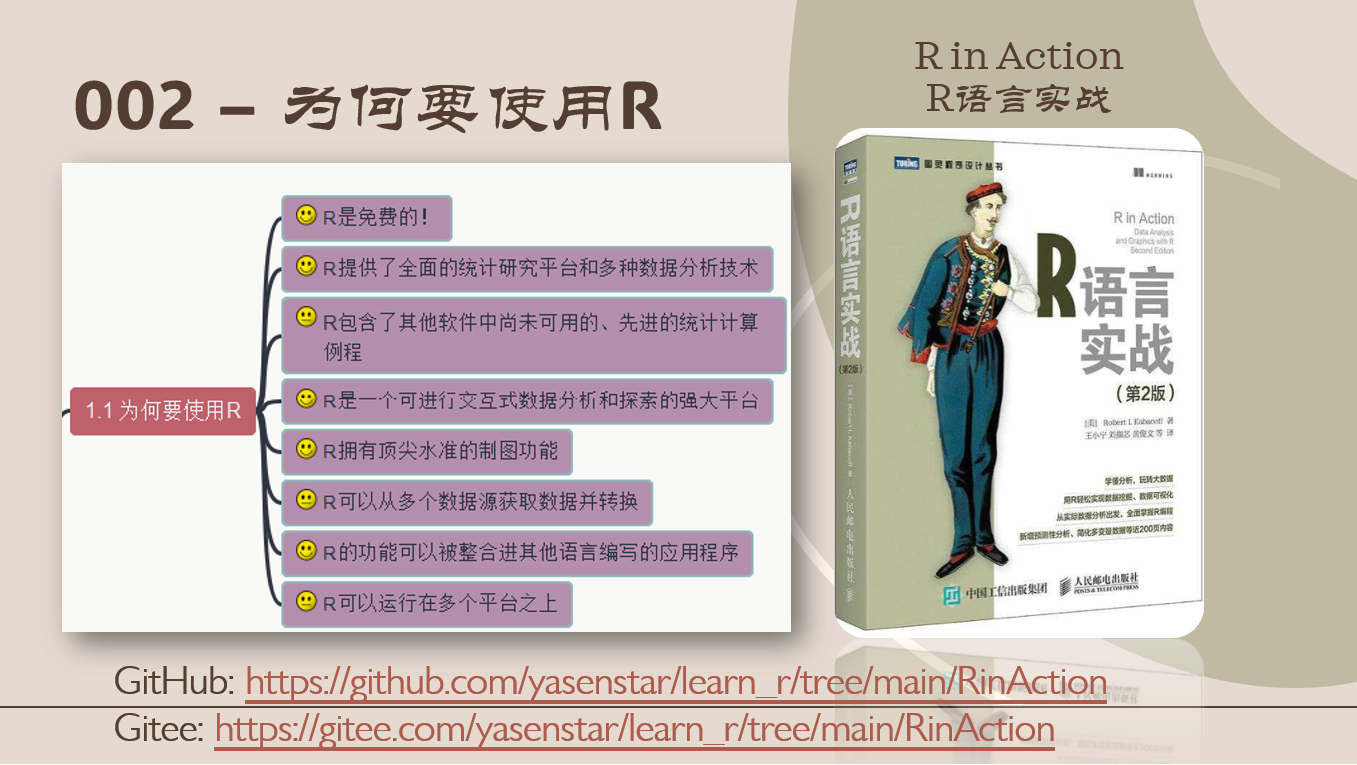 002 – 为何要使用R
R in Action
R语言实战
1.1 为何要使用R
R是免费的！
R提供了全面的统计研究平台和多种数据分析技术
R包含了其他软件中尚未可用的、先进的统计计算
例程
R是一个可进行交互式数据分析和探索的强大平台
R拥有顶尖水准的制图功能
R可以从多个数据源获取数据并转换
R的功能可以被整合进其他语言编写的应用程序
R可以运行在多个平台之上
TURING 图灵程序设计丛书
MANNING
R in Action
Data Analysis
and Graphics with R
Second Edition
R语言
实战
（第2版）
[美] Robert I. Kabacoff 著
王小宁 刘撷芯 黄俊文 等 译
学懂分析，玩转大数据
用R轻松实现数据挖掘、数据可视化
从实际数据分析出发，全面掌握R编程
新增预测性分析、简化多变量数据等近200页内容
中国工信出版集团
人民邮电出版社
POSTS & TELECOM PRESS
TURING
R语言实战
（第2版）
人民邮电出版社
GitHub: https://github.com/yasenstar/learn_r/tree/main/RinAction
Gitee: https://gitee.com/yasenstar/learn_r/tree/main/RinAction